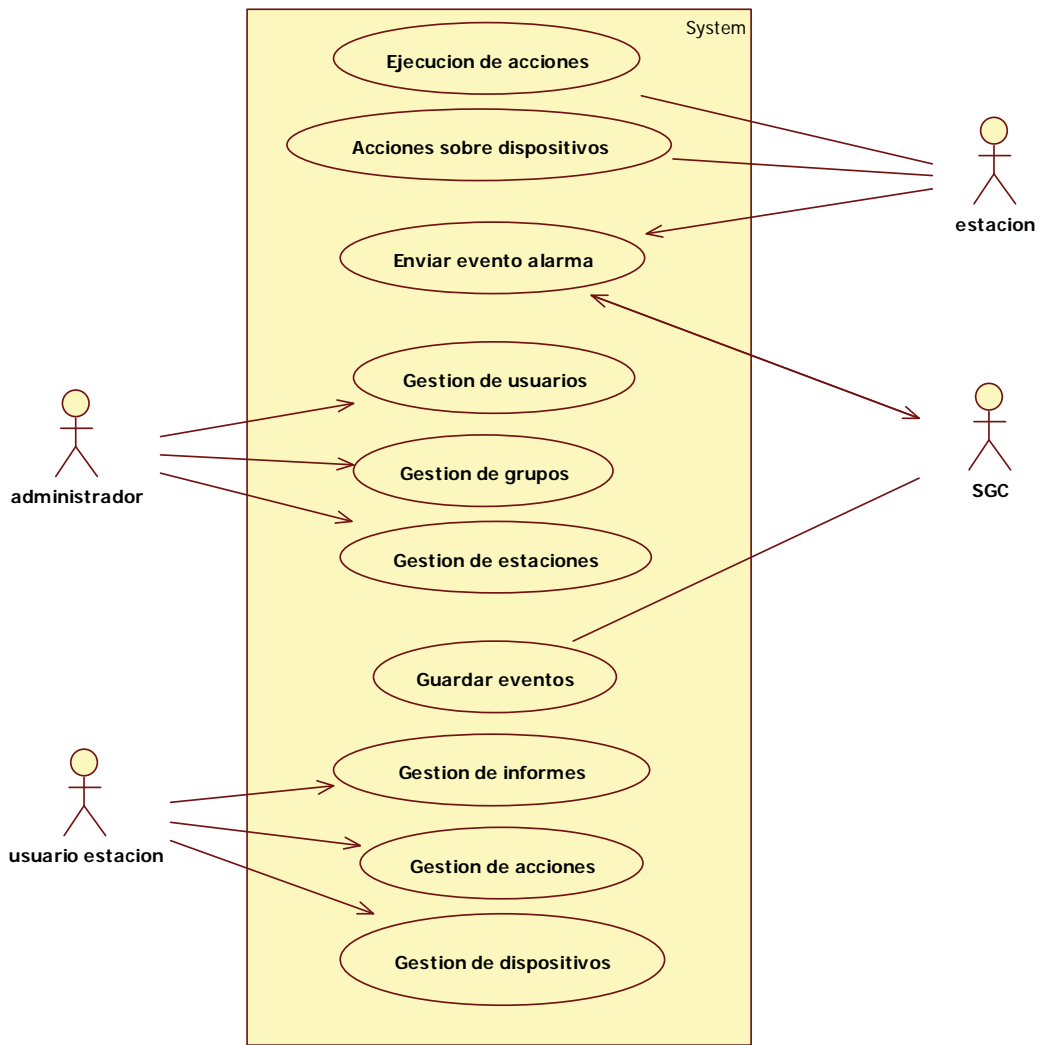 System
Ejecucion de acciones
Acciones sobre dispositivos
estacion
Enviar evento alarma
Gestion de usuarios
administrador
Gestion de grupos
SGC
Gestion de estaciones
Guardar eventos
Gestion de informes
usuario estacion
Gestion de acciones
Gestion de dispositivos